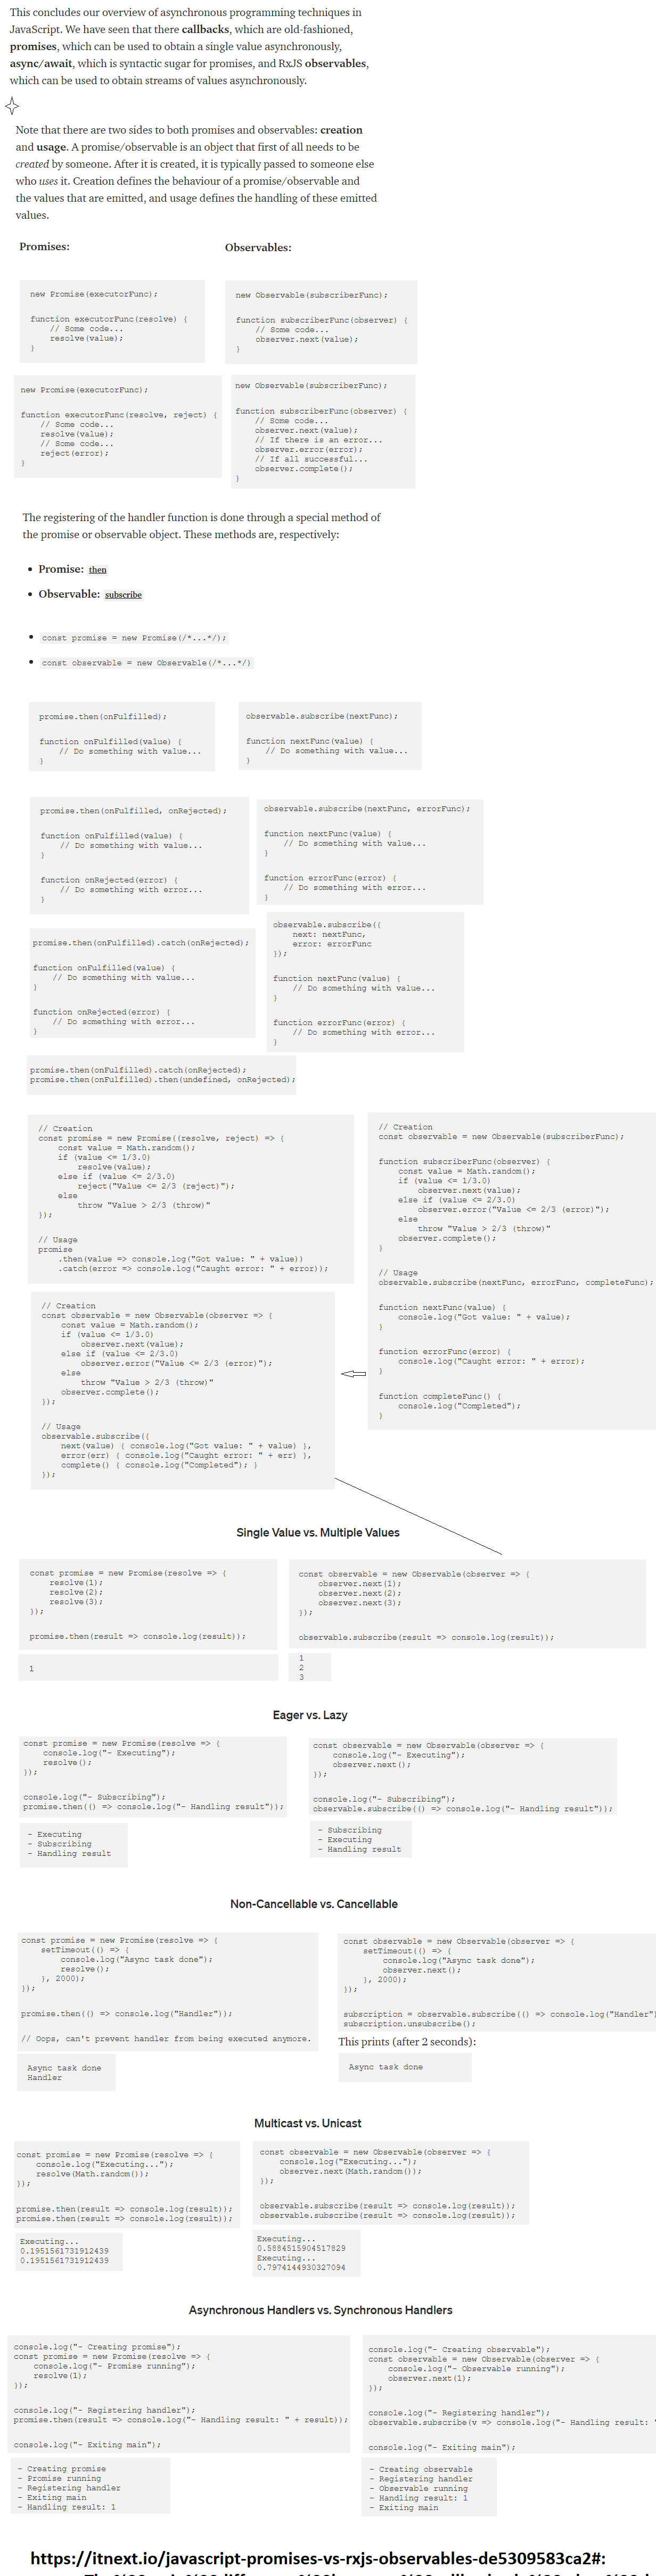 This concludes our overview of asynchronous programming techniques in
JavaScript. We have seen that there callbacks, which are old-fashioned,
promises, which can be used to obtain a single value asynchronously,
async/await, which is syntactic sugar for promises, and RxJS observables,
which can be used to obtain streams of values asynchronously.
Note that there are two sides to both promises and observables: creation
and usage. A promise/observable is an object that first of all needs to be
created by someone. After it is created, it is typically passed to someone else
who uses it. Creation defines the behaviour of a promise/observable and
the values that are emitted, and usage defines the handling of these emitted
values.
Promises:
Observables:
new Promise(executorFunc);
function executorFunc(resolve) {
// Some code...
resolve(value);
}
new Observable(subscriberFunc);
function subscriberFunc(observer) {
// Some code...
observer.next(value);
}
new Promise(executorFunc);
function executorFunc(resolve, reject) {
// Some code...
resolve(value);
// Some code...
reject(error);
}
new Observable(subscriberFunc);
function subscriberFunc(observer) {
// Some code...
observer.next(value);
// If there is an error...
observer.error(error);
// If all successful...
observer.complete();
}
The registering of the handler function is done through a special method of
the promise or observable object. These methods are, respectively:
• Promise: then
• Observable: subscribe
• const promise = new Promise(/*...*/);
• const observable = new Observable(/*...*/)
promise.then(onFulfilled);
function onFulfilled(value) {
// Do something with value...
}
observable.subscribe(nextFunc);
function nextFunc(value) {
// Do something with value...
}
promise.then(onFulfilled, onRejected);
function onFulfilled(value) {
// Do something with value...
}
function onRejected(error) {
// Do something with error...
}
observable.subscribe(nextFunc, errorFunc);
function nextFunc(value) {
// Do something with value...
}
function errorFunc(error) {
// Do something with error...
}
promise.then(onFulfilled).catch(onRejected);
function onFulfilled(value) {
// Do something with value...
}
function onRejected(error) {
// Do something with error...
}
observable.subscribe({
next: nextFunc,
error: errorFunc
});
function nextFunc(value) {
// Do something with value...
}
function errorFunc(error) {
// Do something with error...
}
promise.then(onFulfilled).catch(onRejected);
promise.then(onFulfilled).then(undefined, onRejected);
// Creation
const promise = new Promise((resolve, reject) => {
const value = Math.random();
if (value <= 1/3.0)
resolve(value);
else if (value <= 2/3.0)
reject("Value <= 2/3 (reject)");
else
throw "Value > 2/3 (throw)"
});
// Usage
promise
.then(value => console.log("Got value: " + value))
.catch(error => console.log("Caught error: " + error));
// Creation
const observable = new Observable(subscriberFunc);
function subscriberFunc(observer) {
const value = Math.random();
if (value <= 1/3.0)
observer.next(value);
else if (value <= 2/3.0)
observer.error("Value <= 2/3 (error)");
else
throw "Value > 2/3 (throw)"
observer.complete();
}
// Usage
observable.subscribe(nextFunc, errorFunc, completeFunc);
function nextFunc(value) {
console.log("Got value: " + value);
}
function errorFunc(error) {
console.log("Caught error: " + error);
}
function completeFunc() {
console.log("Completed");
}
// Creation
const observable = new Observable(observer => {
const value = Math.random();
if (value <= 1/3.0)
observer.next(value);
else if (value <= 2/3.0)
observer.error("Value <= 2/3 (error)");
else
throw "Value > 2/3 (throw)"
observer.complete();
});
// Usage
observable.subscribe({
next(value) { console.log("Got value: " + value) },
error(err) { console.log("Caught error: " + err) },
complete() { console.log("Completed"); }
});
Single Value vs. Multiple Values
const promise = new Promise(resolve => {
resolve(1);
resolve(2);
resolve(3);
});
promise.then(result => console.log(result));
1
const observable = new Observable(observer => {
observer.next(1);
observer.next(2);
observer.next(3);
});
observable.subscribe(result => console.log(result));
1
2
3
Eager vs. Lazy
const promise = new Promise(resolve => {
console.log("- Executing");
resolve();
});
console.log("- Subscribing");
promise.then(() => console.log("- Handling result"));
- Executing
- Subscribing
- Handling result
const observable = new Observable(observer => {
console.log("- Executing");
observer.next();
});
console.log("- Subscribing");
observable.subscribe(() => console.log("- Handling result"));
- Subscribing
- Executing
- Handling result
Non-Cancellable vs. Cancellable
const promise = new Promise(resolve => {
setTimeout(() => {
console.log("Async task done");
resolve();
}, 2000);
});
promise.then(() => console.log("Handler"));
// Oops, can't prevent handler from being executed anymore.
Async task done
Handler
const observable = new Observable(observer => {
setTimeout(() => {
console.log("Async task done");
observer.next();
}, 2000);
});
subscription = observable.subscribe(() => console.log("Handler")
subscription.unsubscribe();
This prints (after 2 seconds):
Async task done
Multicast vs. Unicast
const promise = new Promise(resolve => {
console.log("Executing...");
resolve(Math.random());
});
promise.then(result => console.log(result));
promise.then(result => console.log(result));
Executing...
0.1951561731912439
0.1951561731912439
const observable = new Observable(observer => {
console.log("Executing...");
observer.next(Math.random());
});
observable.subscribe(result => console.log(result));
observable.subscribe(result => console.log(result));
Executing...
0.5884515904517829
Executing...
0.7974144930327094
Asynchronous Handlers vs. Synchronous Handlers
console.log("- Creating promise");
const promise = new Promise(resolve => {
console.log("- Promise running");
resolve(1);
});
console.log("- Registering handler");
promise.then(result => console.log("- Handling result: " + result));
console.log("- Exiting main");
- Creating promise
- Promise running
- Registering handler
- Exiting main
- Handling result: 1
console.log("- Creating observable");
const observable = new Observable(observer => {
console.log("- Observable running");
observer.next(1);
});
console.log("- Registering handler");
observable.subscribe(v => console.log("- Handling result: "
console.log("- Exiting main");
- Creating observable
- Registering handler
- Observable running
- Handling result: 1
- Exiting main
https://itnext.io/javascript-promises-vs-rxjs-observables-de5309583ca2#: